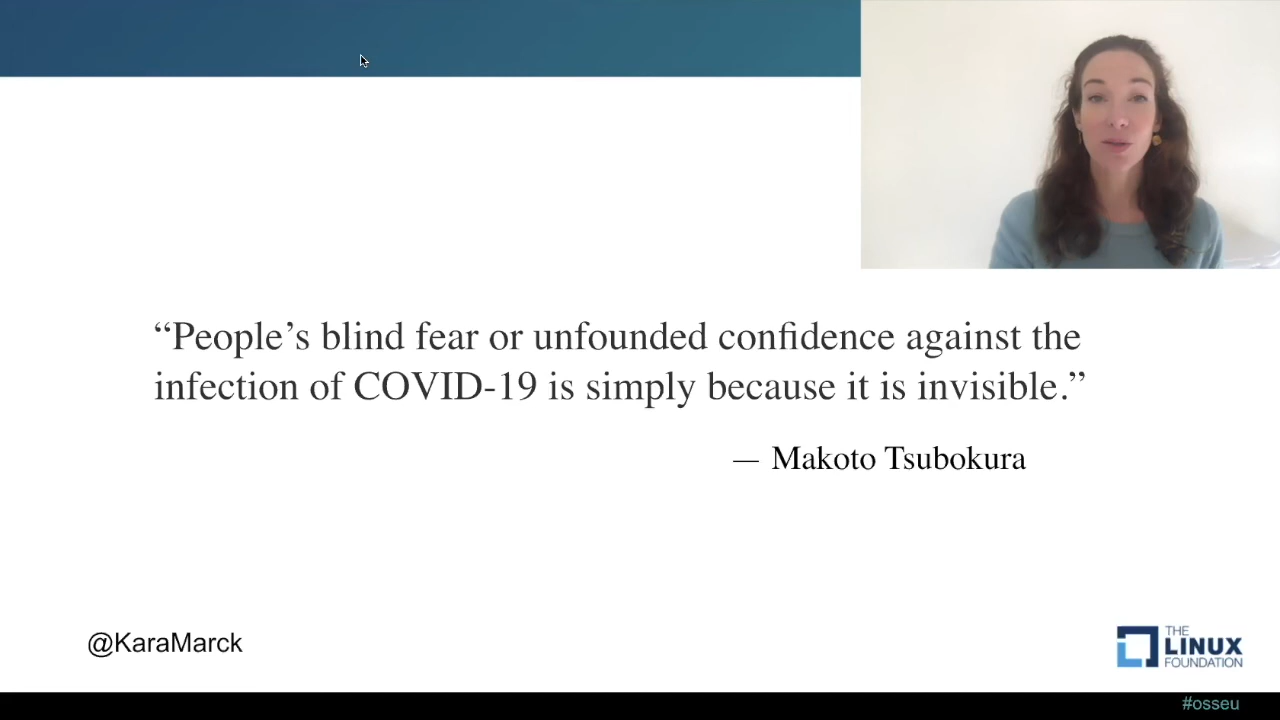 “People’s blind fear or unfounded confidence against the
infection of COVID-19 is simply because it is invisible.”
— Makoto Tsubokura
@KaraMarck
THE
LINUX
FOUNDATION
#osseu